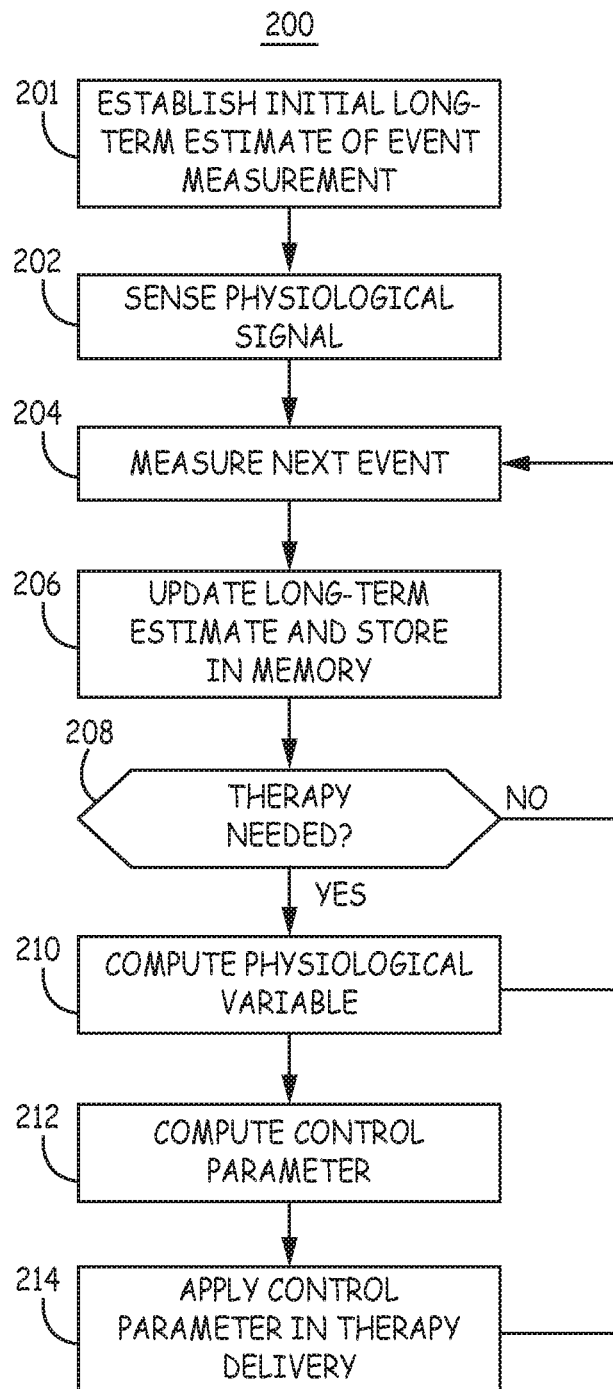 200
201
ESTABLISH INITIAL LONG-
TERM ESTIMATE OF EVENT
MEASUREMENT
202
SENSE PHYSIOLOGICAL
SIGNAL
204
MEASURE NEXT EVENT
206
UPDATE LONG-TERM
ESTIMATE AND STORE
IN MEMORY
208
THERAPY
NEEDED?
NO
YES
210
COMPUTE PHYSIOLOGICAL
VARIABLE
212
COMPUTE CONTROL
PARAMETER
214
APPLY CONTROL
PARAMETER IN THERAPY
DELIVERY